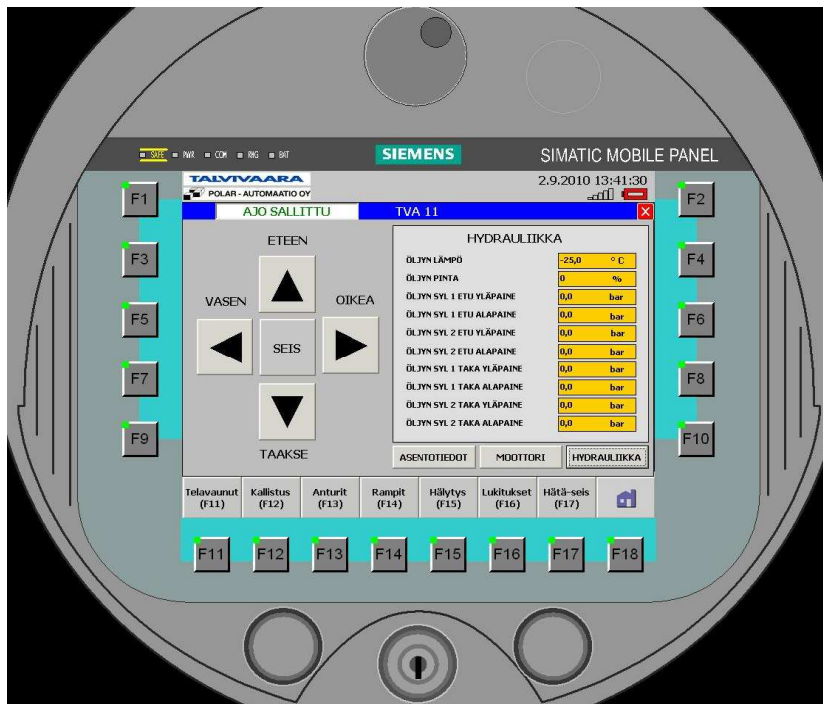 SAFE PWR COM RNG BAT
SIEMENS
SIMATIC MOBILE PANEL
TALVIVAARA
POLAR - AUTOMAATIO OY
2.9.2010 13:41:30
AJO SALLITTU
TVA 11
ETEEN
VASEN
OIKEA
SEIS
TAAKSE
HYDRAULIIKKA
ÖLJYN LÄMPÖ -25,0 ° C
ÖLJYN PINTA 0 %
ÖLJYN SYL 1 ETU YLÄPAINE 0,0 bar
ÖLJYN SYL 1 ETU ALAPAINE 0,0 bar
ÖLJYN SYL 2 ETU YLÄPAINE 0,0 bar
ÖLJYN SYL 2 ETU ALAPAINE 0,0 bar
ÖLJYN SYL 1 TAKA YLÄPAINE 0,0 bar
ÖLJYN SYL 1 TAKA ALAPAINE 0,0 bar
ÖLJYN SYL 2 TAKA YLÄPAINE 0,0 bar
ÖLJYN SYL 2 TAKA ALAPAINE 0,0 bar
ASENTOTIEDOT
MOOTTORI
HYDRAULIIKKA
Telavaunut
(F11)
Kallistus
(F12)
Anturit
(F13)
Rampit
(F14)
Hälytys
(F15)
Lukitukset
(F16)
Hätä-seis
(F17)
F1
F3
F5
F7
F9
F2
F4
F6
F8
F10
F11
F12
F13
F14
F15
F16
F17
F18